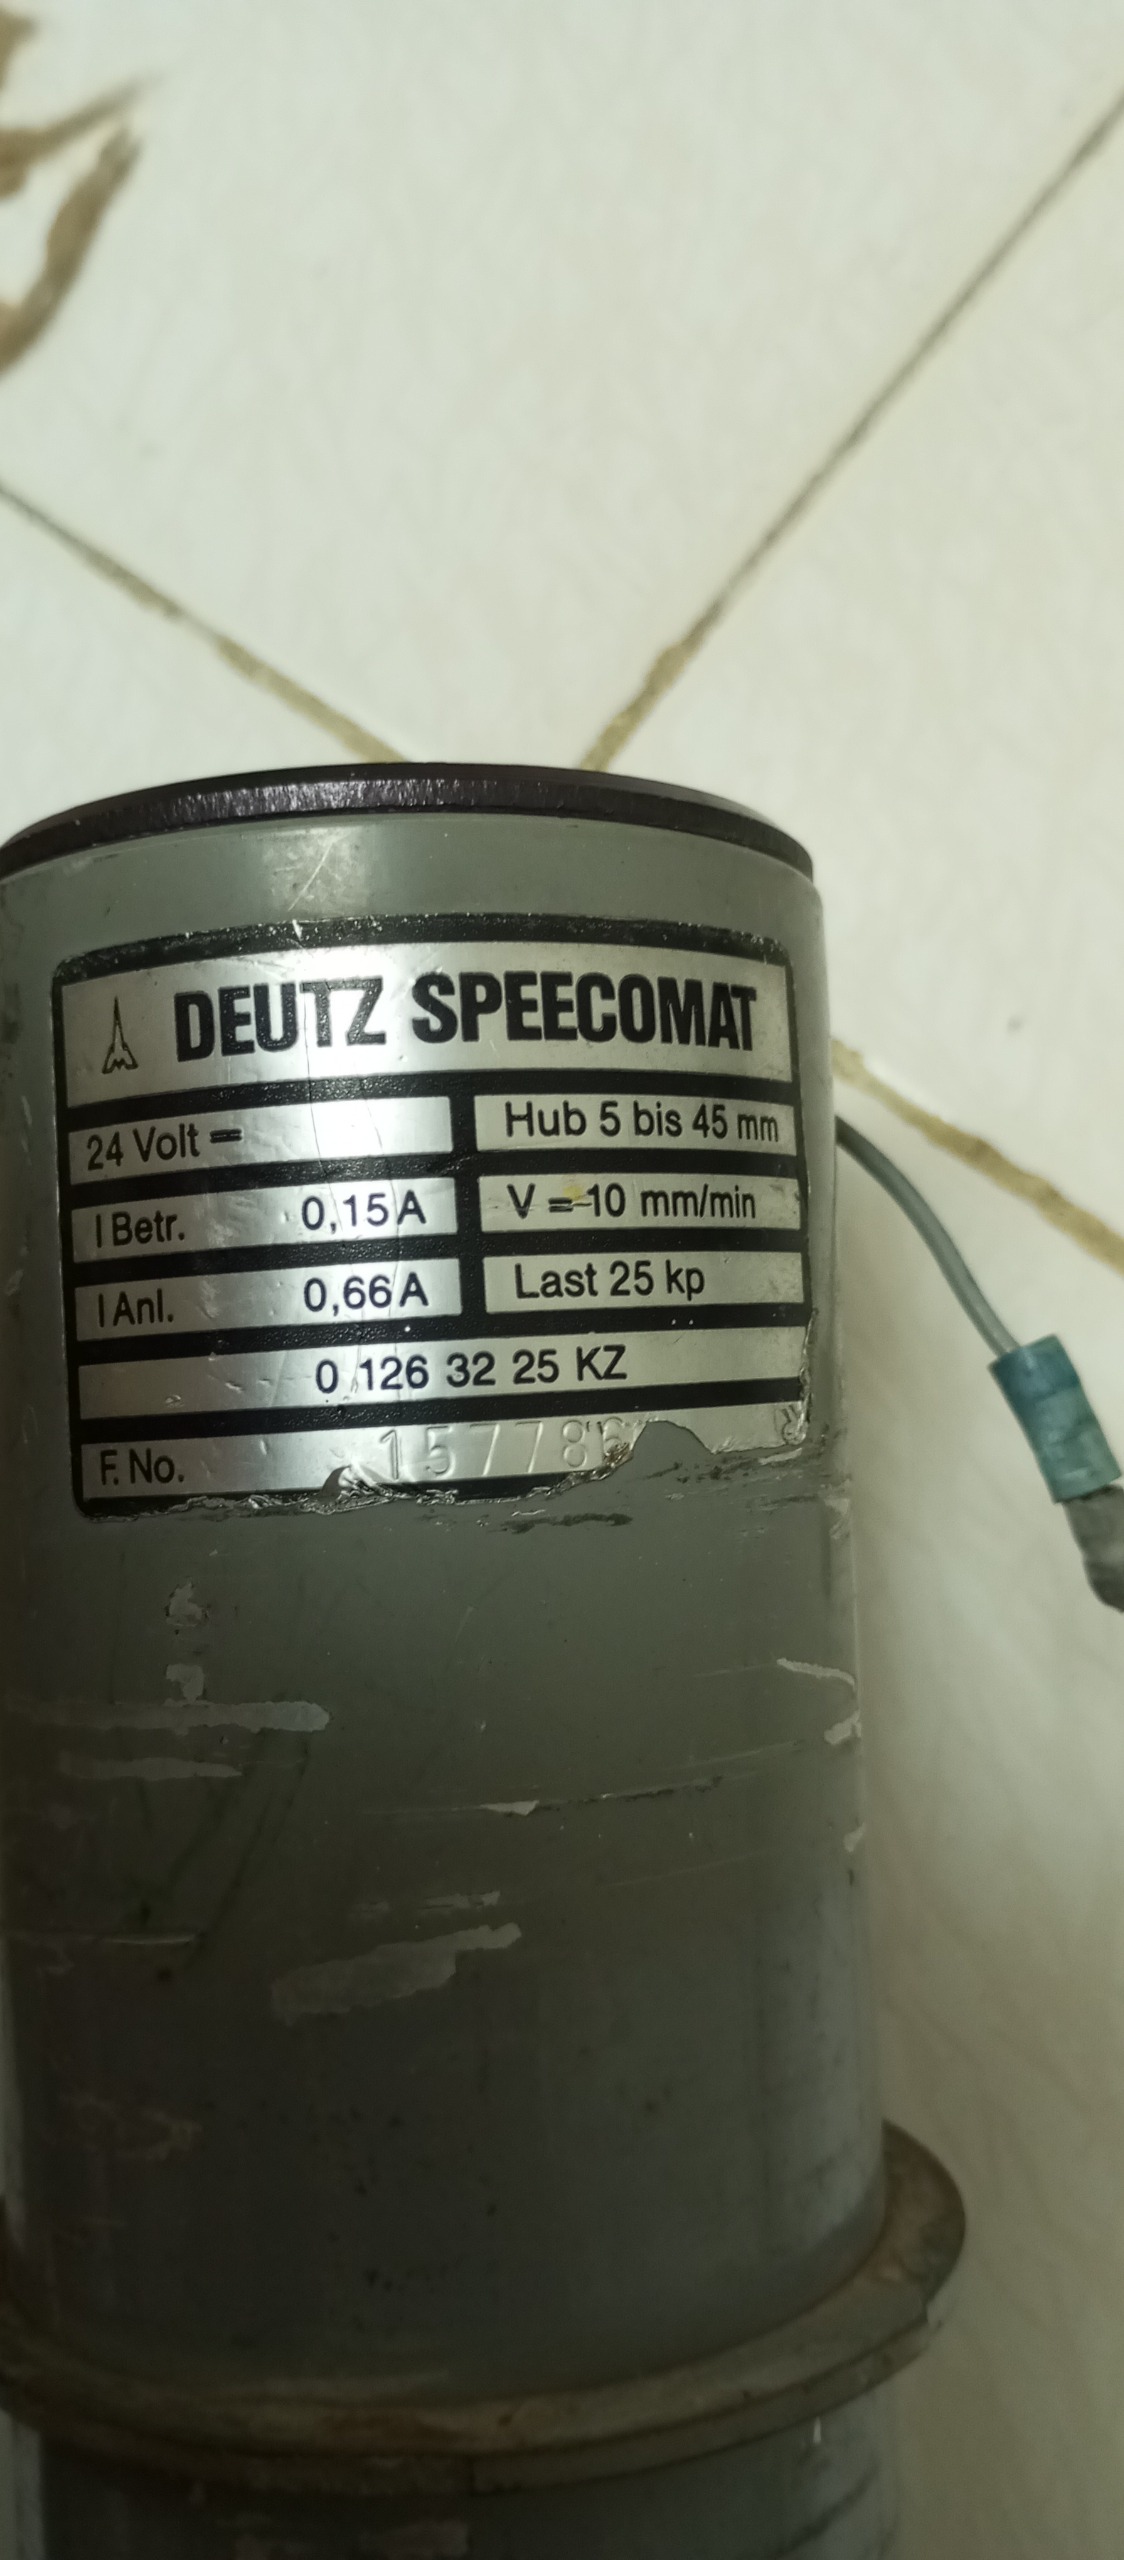 DEUTZ SPEECOMAT
24 Volt = Hub 5 bis 45 mm
I Betr. 0,15 A V = 10 mm/min
I Anl. 0,66 A Last 25 kp
0 126 32 25 KZ
F. No.